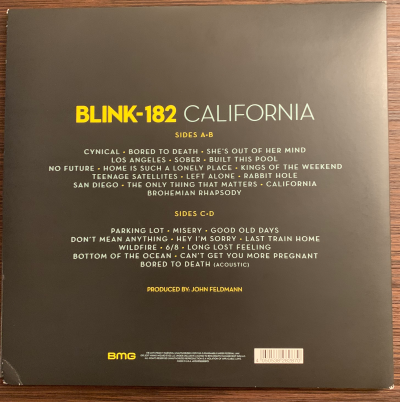 BLINK-182 CALIFORNIA
SIDES A-B
CYNICAL • BORED TO DEATH • SHE'S OUT OF HER MIND
LOS ANGELES • SOBER • BUILT THIS POOL
NO FUTURE • HOME IS SUCH A LONELY PLACE • KINGS OF THE WEEKEND
TEENAGE SATELLITES • LEFT ALONE • RABBIT HOLE
SAN DIEGO • THE ONLY THING THAT MATTERS • CALIFORNIA
BROHEMIAN RHAPSODY
SIDES C-D
PARKING LOT • MISERY • GOOD OLD DAYS
DON'T MEAN ANYTHING • HEY I'M SORRY • LAST TRAIN HOME
WILDFIRE • 6/8 • LONG LOST FEELING
BOTTOM OF THE OCEAN • CAN'T GET YOU MORE PREGNANT
BORED TO DEATH (ACOUSTIC)
PRODUCED BY: JOHN FELDMANN
BMG